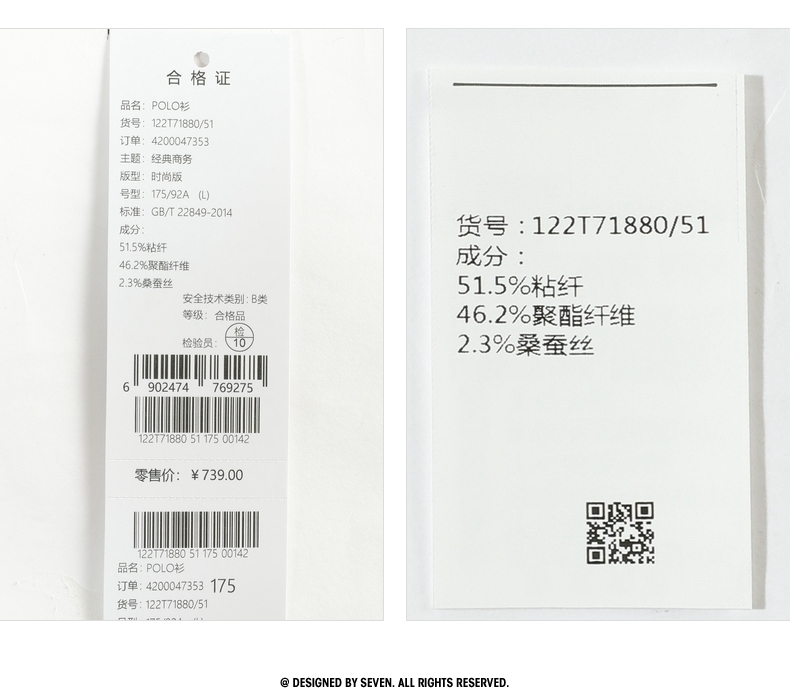 合格证
品名：POLO衫
货号：122T71880/51
订单：4200047353
主题：经典商务
版型：时尚版
号型：175/92A （L）
标准：GB/T 22849-2014
成分：
51.5%粘纤
46.2%聚酯纤维
2.3%桑蚕丝
安全技术类别：B类
等级：合格品
检验员：检 10
6 902474 769275
122T71880 51 175 00142
零售价：￥739.00
122T71880 51 175 00142
品名：POLO衫
订单：4200047353 175
货号：122T71880/51
货号：122T71880/51
成分：
51.5%粘纤
46.2%聚酯纤维
2.3%桑蚕丝
@ DESIGNED BY SEVEN. ALL RIGHTS RESERVED.